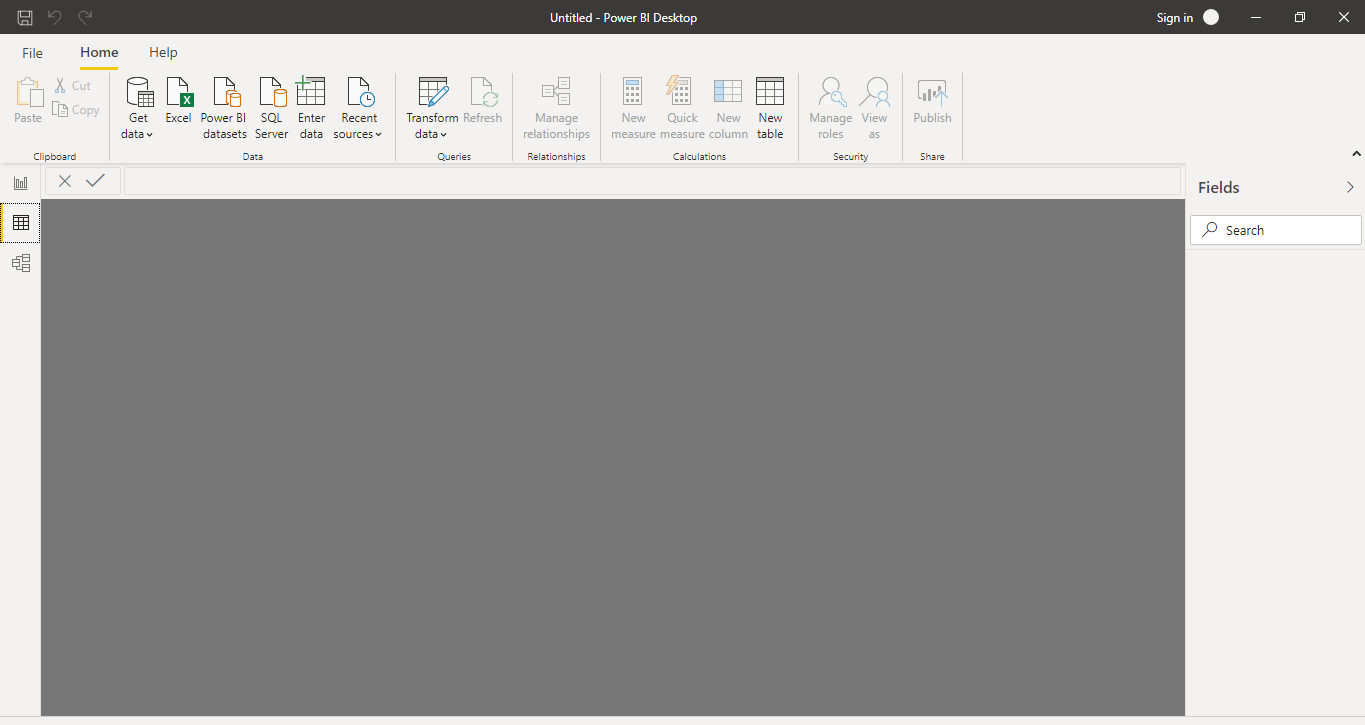 Untitled - Power BI Desktop
Sign in
File
Home
Help
Paste
Cut
Copy
Clipboard
Get
data
Excel
Power BI
datasets
SQL
Server
Enter
data
Recent
sources
Data
Transform
data
Refresh
Queries
Manage
relationships
Relationships
New
measure
Quick
measure
New
column
New
table
Calculations
Manage
roles
View
as
Security
Publish
Share
Fields
Search